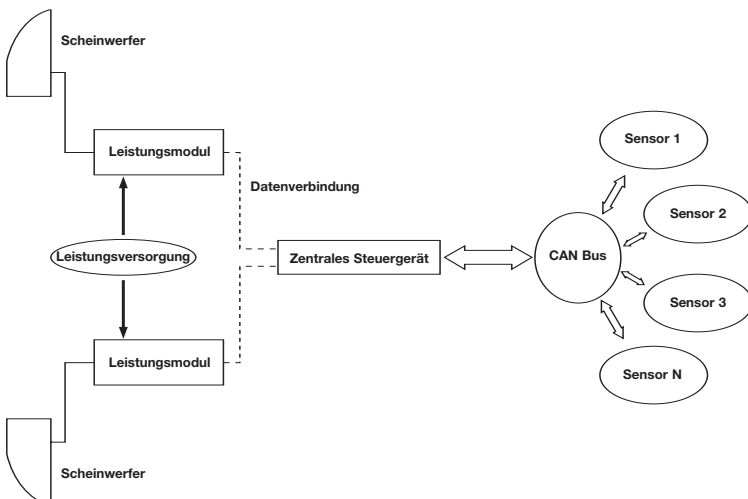 Scheinwerfer
Leistungsmodul
Datenverbindung
Leistungsversorgung
Zentrales Steuergerät
CAN Bus
Sensor 1
Sensor 2
Sensor 3
Sensor N
Leistungsmodul
Scheinwerfer